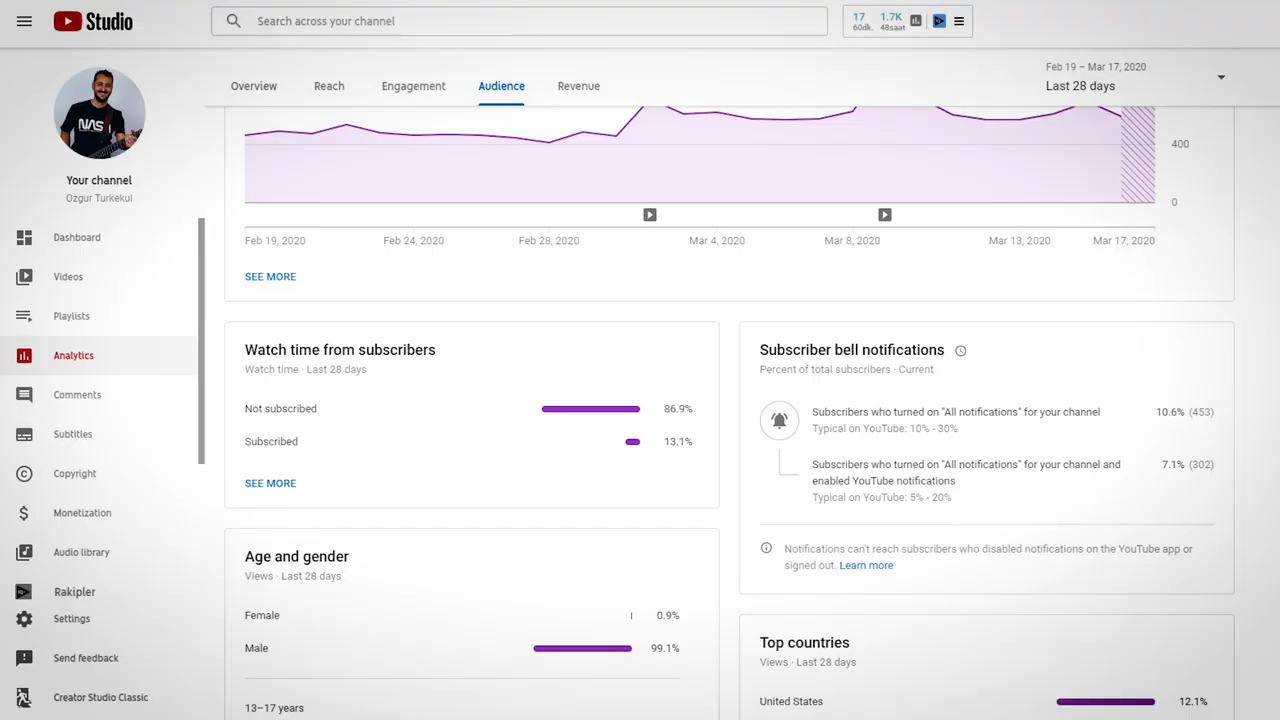 Studio
Search across your channel
17 1.7K
60dk. 48saat
NAS
Your channel
Ozgur Turkekul
Dashboard
Videos
Playlists
Analytics
Comments
Subtitles
Copyright
Monetization
Audio library
Rakipler
Settings
Send feedback
Creator Studio Classic
Overview Reach Engagement Audience Revenue
Feb 19 – Mar 17, 2020
Last 28 days
400
0
Feb 19, 2020 Feb 24, 2020 Feb 28, 2020 Mar 4, 2020 Mar 8, 2020 Mar 13, 2020 Mar 17, 2020
SEE MORE
Watch time from subscribers
Watch time · Last 28 days
Not subscribed 86.9%
Subscribed 13.1%
SEE MORE
Subscriber bell notifications
Percent of total subscribers · Current
Subscribers who turned on "All notifications" for your channel 10.6% (453)
Typical on YouTube: 10% - 30%
Subscribers who turned on "All notifications" for your channel and 7.1% (302)
enabled YouTube notifications
Typical on YouTube: 5% - 20%
Notifications can't reach subscribers who disabled notifications on the YouTube app or
signed out. Learn more
Age and gender
Views · Last 28 days
Female 0.9%
Male 99.1%
13–17 years
Top countries
Views · Last 28 days
United States 12.1%